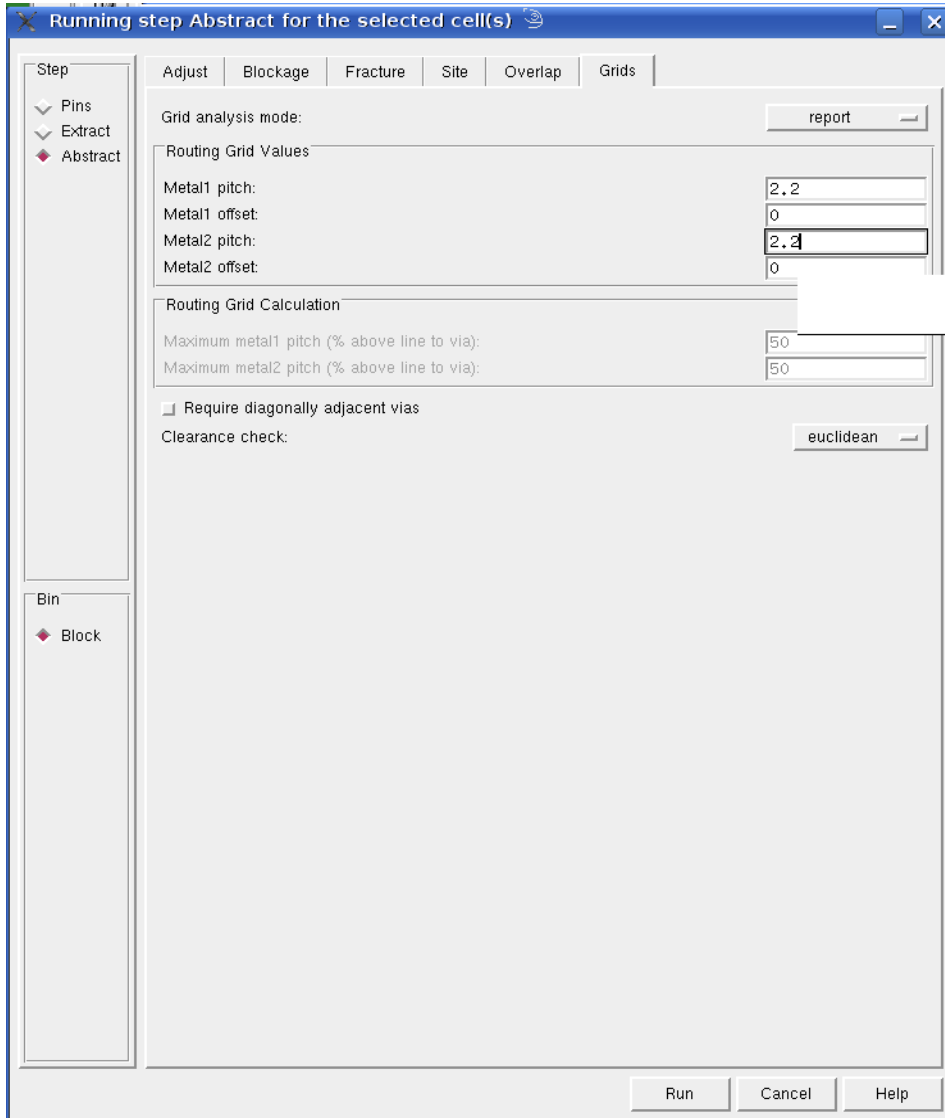 Running step Abstract for the selected cell(s)
Step
Pins
Extract
Abstract
Adjust Blockage Fracture Site Overlap Grids
Grid analysis mode: report
Routing Grid Values
Metal1 pitch: 2.2
Metal1 offset: 0
Metal2 pitch: 2.2
Metal2 offset: 0
Routing Grid Calculation
Maximum metal1 pitch (% above line to via): 50
Maximum metal2 pitch (% above line to via): 50
Require diagonally adjacent vias
Clearance check: euclidean
Bin
Block
Run Cancel Help